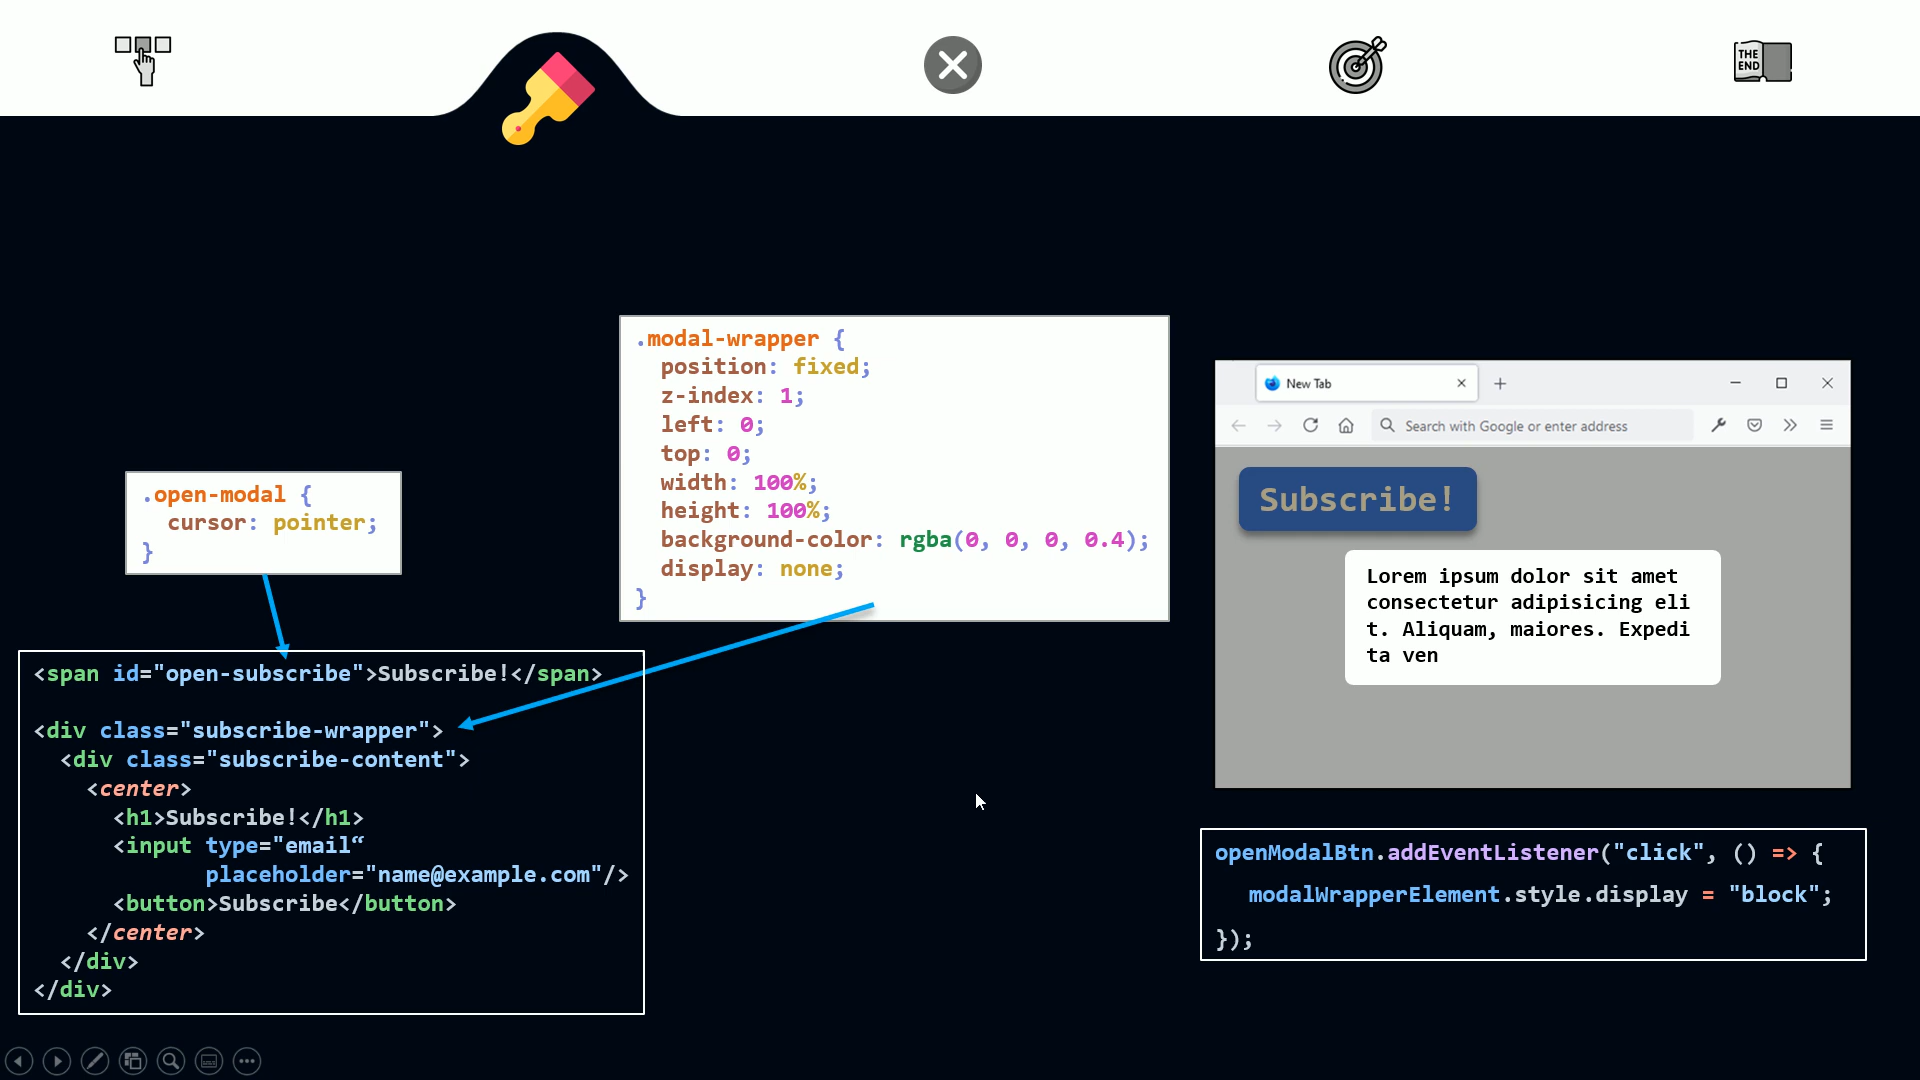 THE
END
.modal-wrapper {
position: fixed;
z-index: 1;
left: 0;
top: 0;
width: 100%;
height: 100%;
background-color: rgba(0, 0, 0, 0.4);
display: none;
}
.open-modal {
cursor: pointer;
}
<span id="open-subscribe">Subscribe!</span>
<div class="subscribe-wrapper">
<div class="subscribe-content">
<center>
<h1>Subscribe!</h1>
<input type="email“
placeholder="name@example.com"/>
<button>Subscribe</button>
</center>
</div>
</div>
New Tab
Search with Google or enter address
Subscribe!
Lorem ipsum dolor sit amet
consectetur adipisicing eli
t. Aliquam, maiores. Expedi
ta ven
openModalBtn.addEventListener("click", () => {
modalWrapperElement.style.display = "block";
});